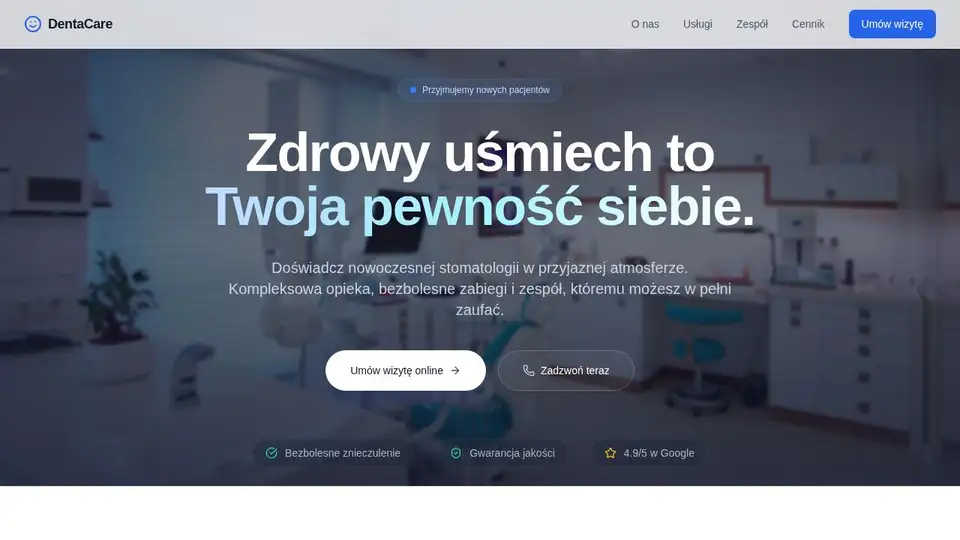 DentaCare
O nas
Usługi
Zespół
Cennik
Umów wizytę
Przyjmujemy nowych pacjentów
Zdrowy uśmiech to
Twoja pewność siebie.
Doświadcz nowoczesnej stomatologii w przyjaznej atmosferze.
Kompleksowa opieka, bezbolesne zabiegi i zespół, któremu możesz w pełni
zaufać.
Umów wizytę online
Zadzwoń teraz
Bezbolesne znieczulenie
Gwarancja jakości
4.9/5 w Google